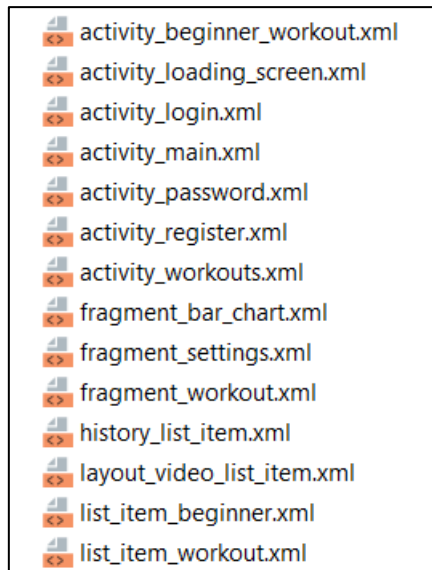 activity_beginner_workout.xml
activity_loading_screen.xml
activity_login.xml
activity_main.xml
activity_password.xml
activity_register.xml
activity_workouts.xml
fragment_bar_chart.xml
fragment_settings.xml
fragment_workout.xml
history_list_item.xml
layout_video_list_item.xml
list_item_beginner.xml
list_item_workout.xml